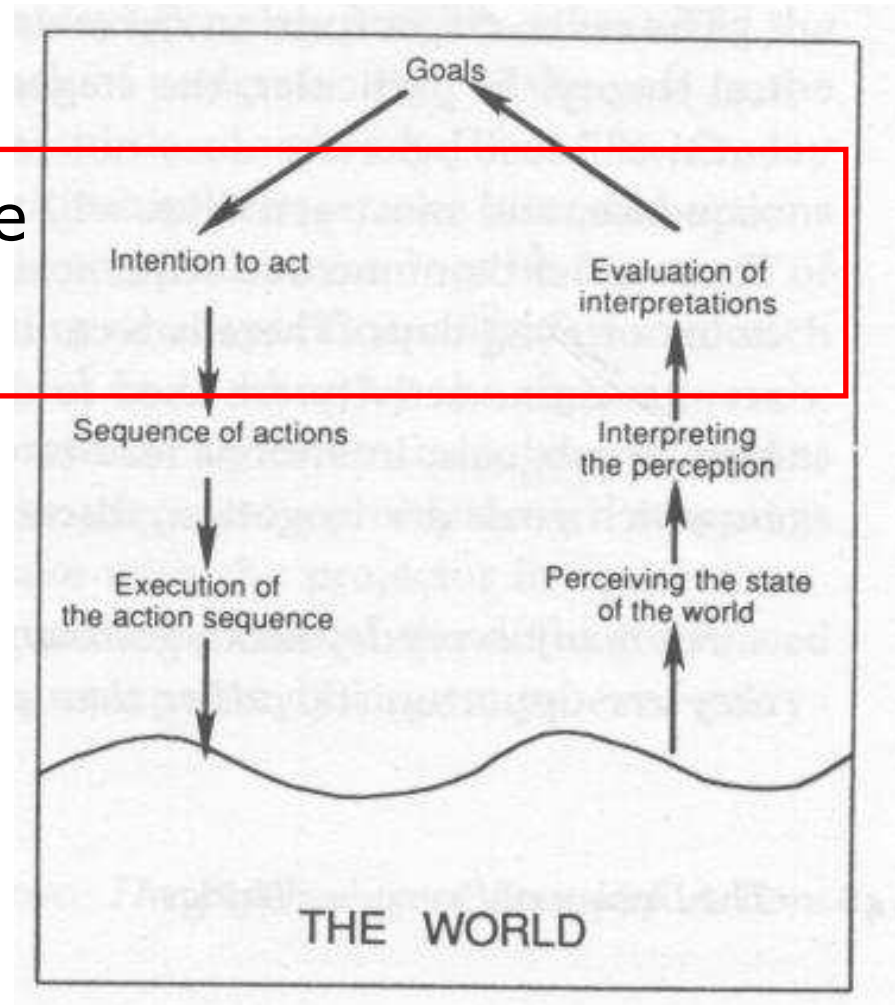 Goals
e
Intention to act
Evaluation of
interpretations
Sequence of actions
Interpreting
the perception
Execution of
the action sequence
Perceiving the state
of the world
THE WORLD